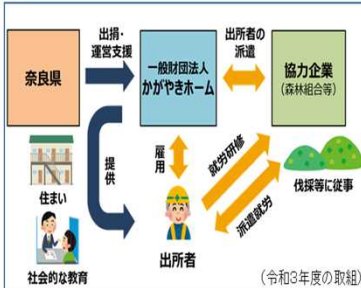 奈良県
出捐・
運営支援
一般財団法人
かがやきホーム
出所者の
派遣
協力企業
(森林組合等)
提供
雇用
就労研修
派遣就労
住まい
伐採等に従事
社会的な教育
出所者
(令和3年度の取組)